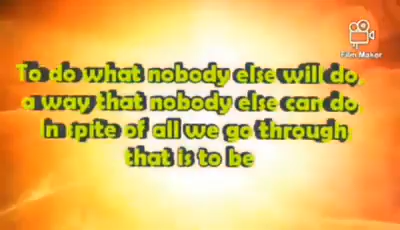 Film Maker
To do what nobody else will do,
a way that nobody else can do
In spite of all we go through
that is to be